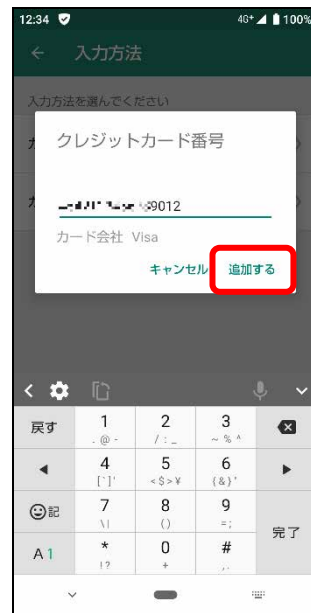 12:34 4G+ 100%
← 入力方法
入力方法を選んでください
クレジットカード番号
9012
カード会社 Visa
キャンセル 追加する
戻す 1 2 3
. @ - / : _ ~ % ^
4 5 6
[ ` ] ' < $ > ¥ { & } "
記 7 8 9
\ | ( ) = ;
完了
A1 * 0 #
! ? + , .